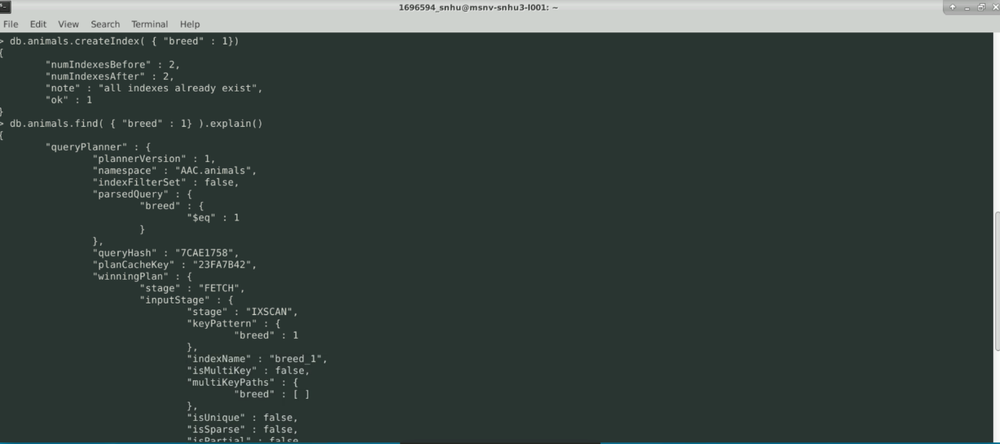 1696594_snhu@msnv-snhu3-l001: ~
File Edit View Search Terminal Help
> db.animals.createIndex( { "breed" : 1})
{
"numIndexesBefore" : 2,
"numIndexesAfter" : 2,
"note" : "all indexes already exist",
"ok" : 1
}
> db.animals.find( { "breed" : 1} ).explain()
{
"queryPlanner" : {
"plannerVersion" : 1,
"namespace" : "AAC.animals",
"indexFilterSet" : false,
"parsedQuery" : {
"breed" : {
"$eq" : 1
}
},
"queryHash" : "7CAE1758",
"planCacheKey" : "23FA7B42",
"winningPlan" : {
"stage" : "FETCH",
"inputStage" : {
"stage" : "IXSCAN",
"keyPattern" : {
"breed" : 1
},
"indexName" : "breed_1",
"isMultiKey" : false,
"multiKeyPaths" : {
"breed" : [ ]
},
"isUnique" : false,
"isSparse" : false,
"isPartial" : false